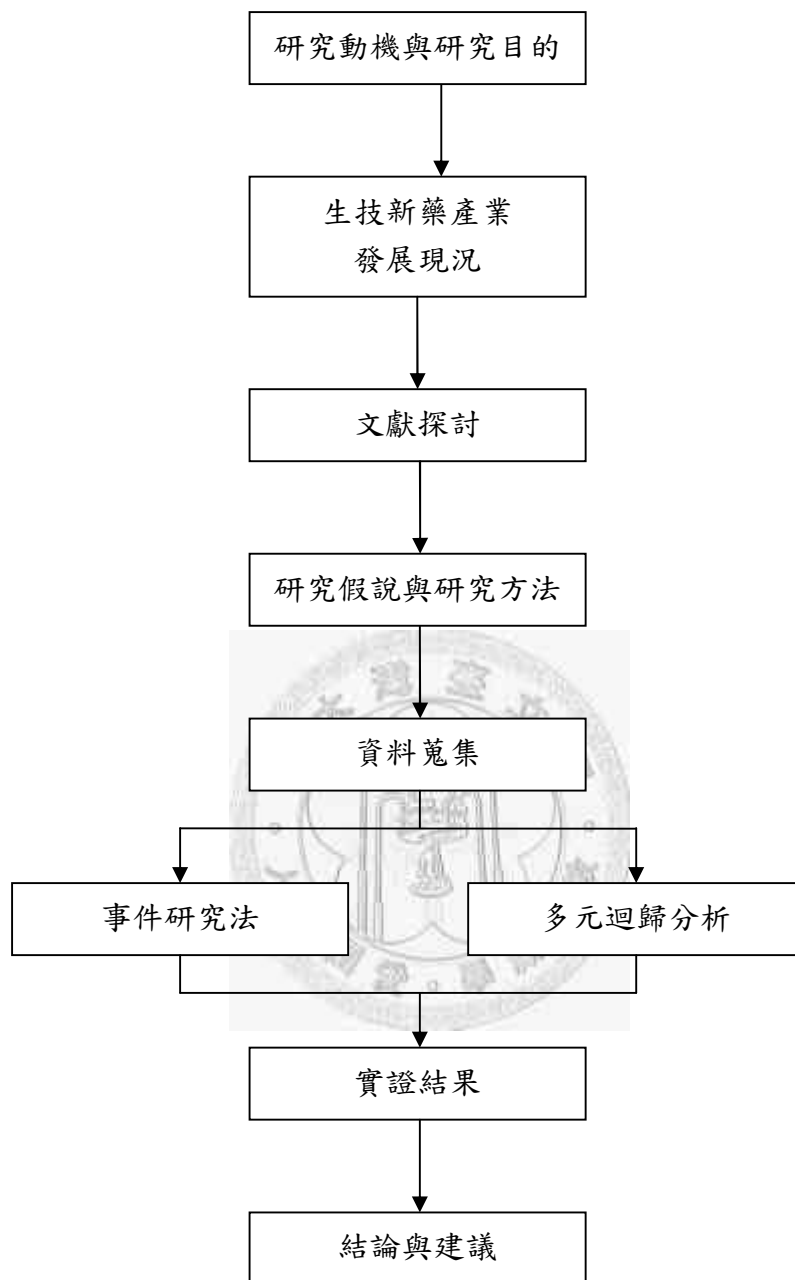 研究動機與研究目的
生技新藥產業
發展現況
文獻探討
研究假說與研究方法
資料蒐集
事件研究法
多元迴歸分析
實證結果
結論與建議